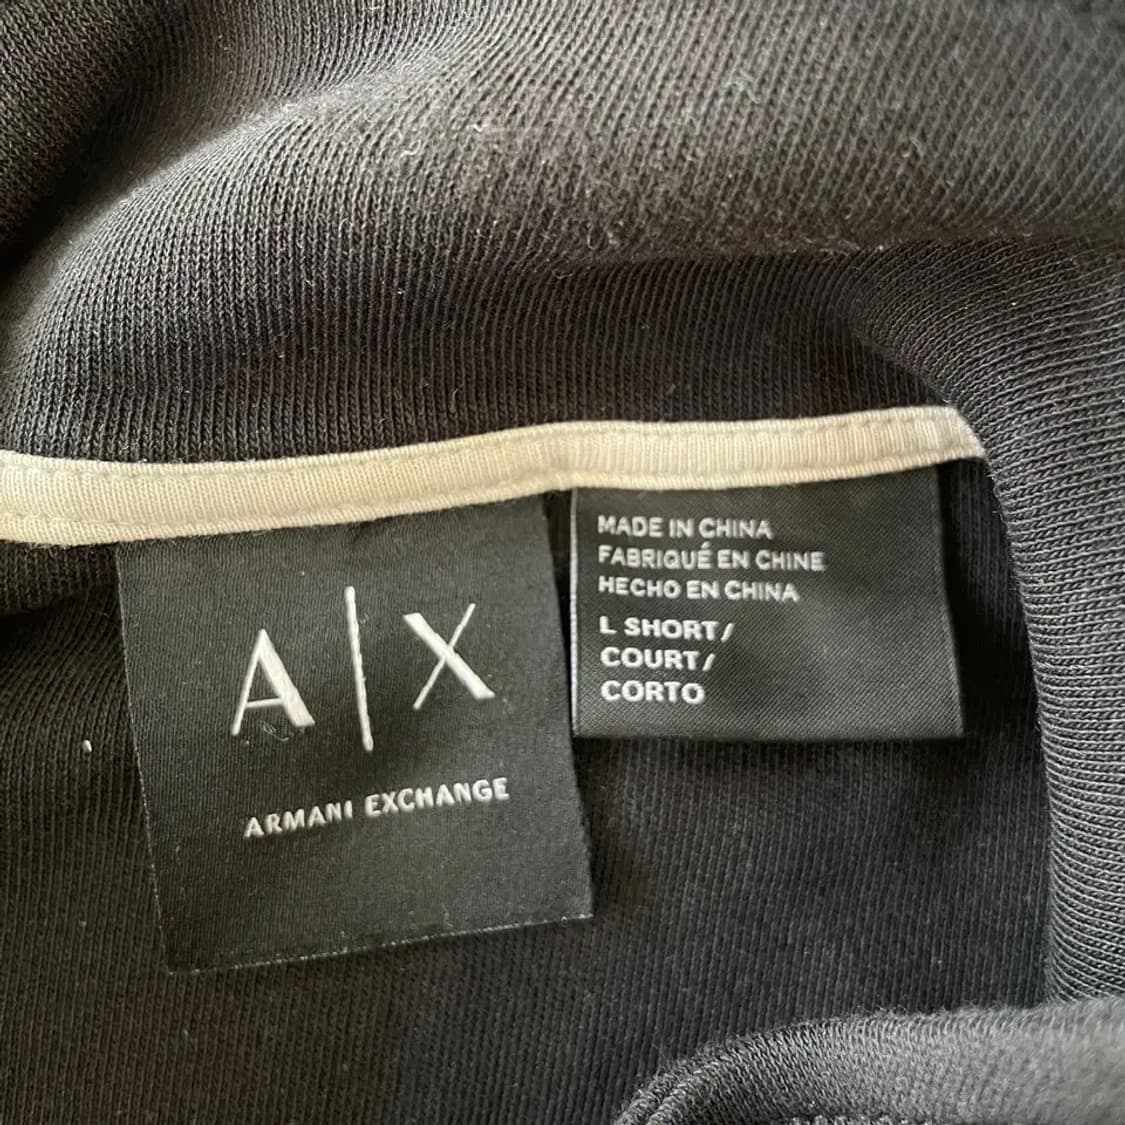 A|X
ARMANI EXCHANGE
MADE IN CHINA
FABRIQUÉ EN CHINE
HECHO EN CHINA
L SHORT/
COURT/
CORTO